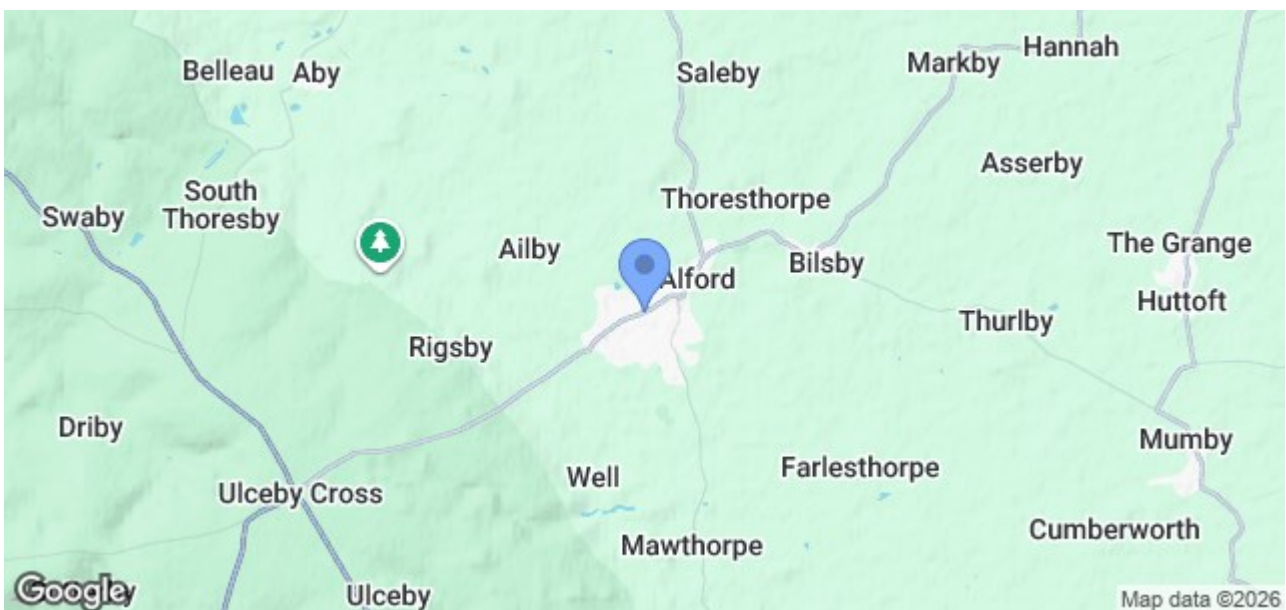 Hannah
Markby
Belleau Aby
Saleby
Asserby
South
Thoresby
Thoresthorpe
Swaby
The Grange
Ailby
Bilsby
Alford
Huttoft
Thurlby
Rigsby
Driby
Mumby
Farlesthorpe
Well
Ulceby Cross
Cumberworth
Mawthorpe
Google
Ulceby
Map data ©2026